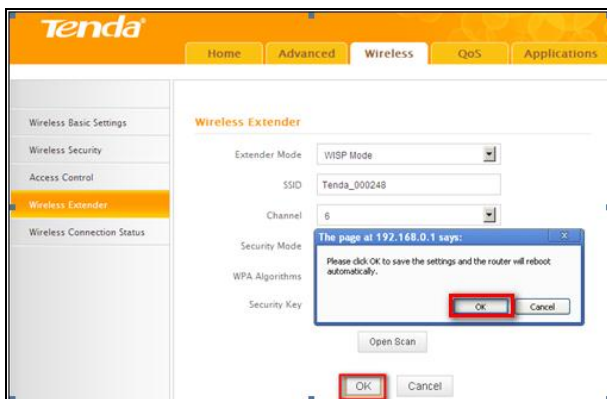 Tenda
Home Advanced Wireless QoS Applications
Wireless Basic Settings
Wireless Security
Access Control
Wireless Extender
Wireless Connection Status
Wireless Extender
Extender Mode WISP Mode
SSID Tenda_000248
Channel 6
Security Mode
WPA Algorithms
Security Key
The page at 192.168.0.1 says:
Please click OK to save the settings and the router will reboot
automatically.
OK Cancel
Open Scan
OK Cancel